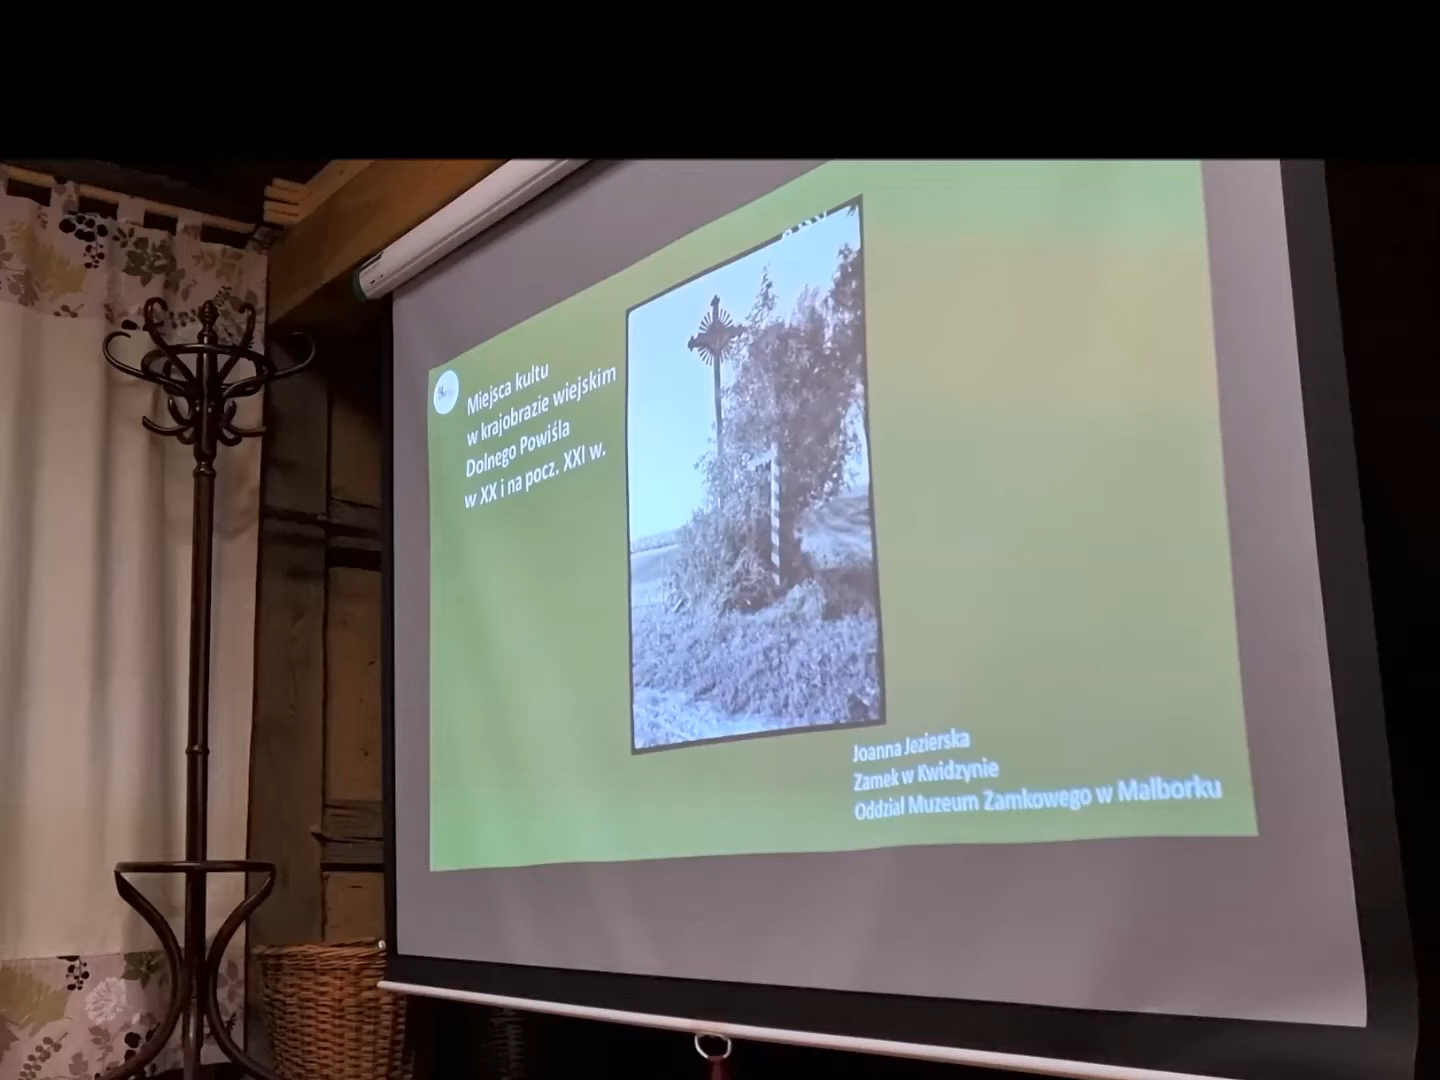 Miejsca kultu
w krajobrazie wiejskim
Dolnego Powiśla
w XX i na pocz. XXI w.
Joanna Jezierska
Zamek w Kwidzynie
Oddział Muzeum Zamkowego w Malborku